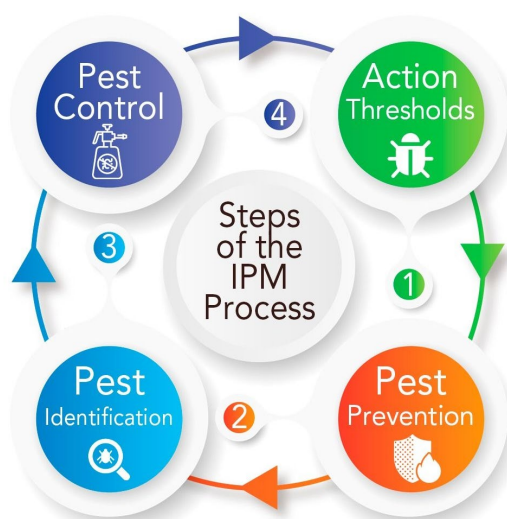 Steps
of the
IPM
Process
1
Action
Thresholds
2
Pest
Prevention
3
Pest
Identification
4
Pest
Control